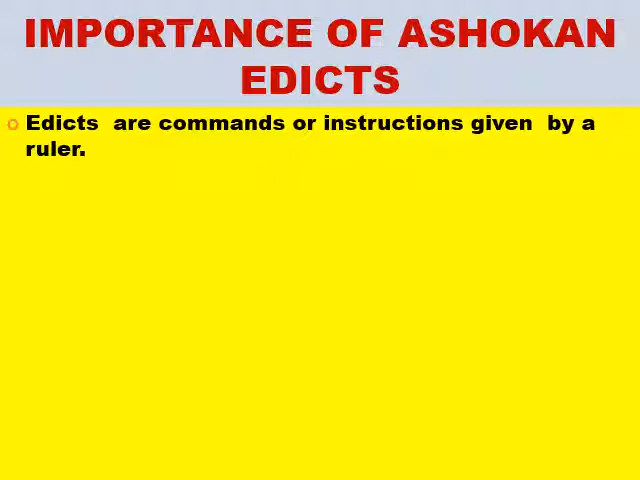 IMPORTANCE OF ASHOKAN
EDICTS
Edicts  are commands or instructions given  by a
ruler.